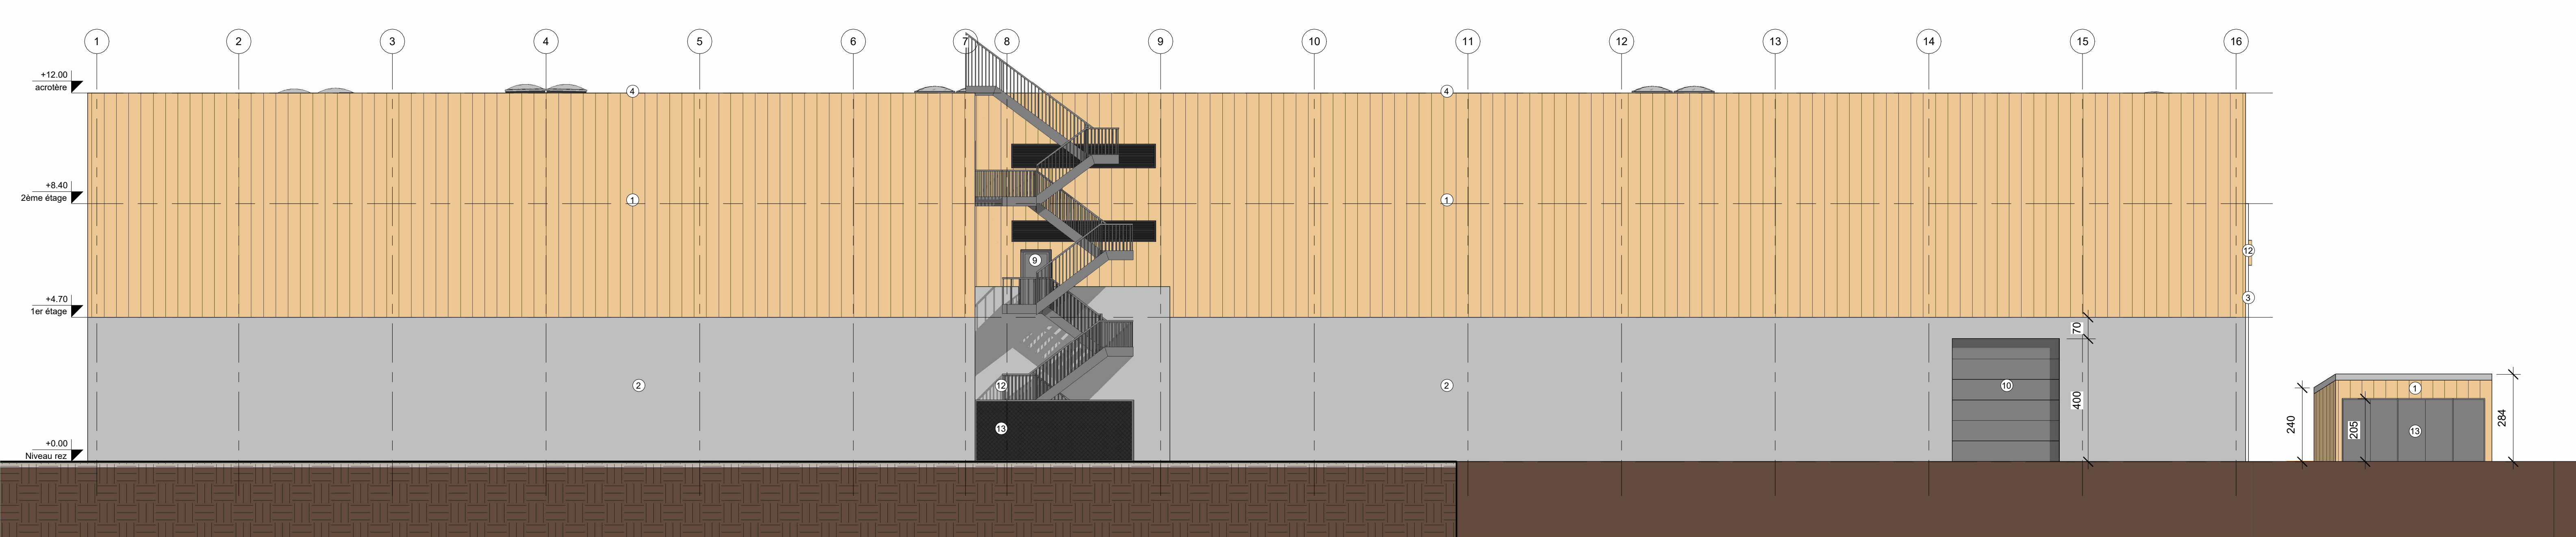 1 2 3 4 5 6 7 8 9 10 11 12 13 14 15 16
+12.00
acrotère
4 4
+8.40
2ème étage
1 1
12
9
3
+4.70
1er étage
70
2 12 2 10 400
1
240 205 284
13 13
+0.00
Niveau rez